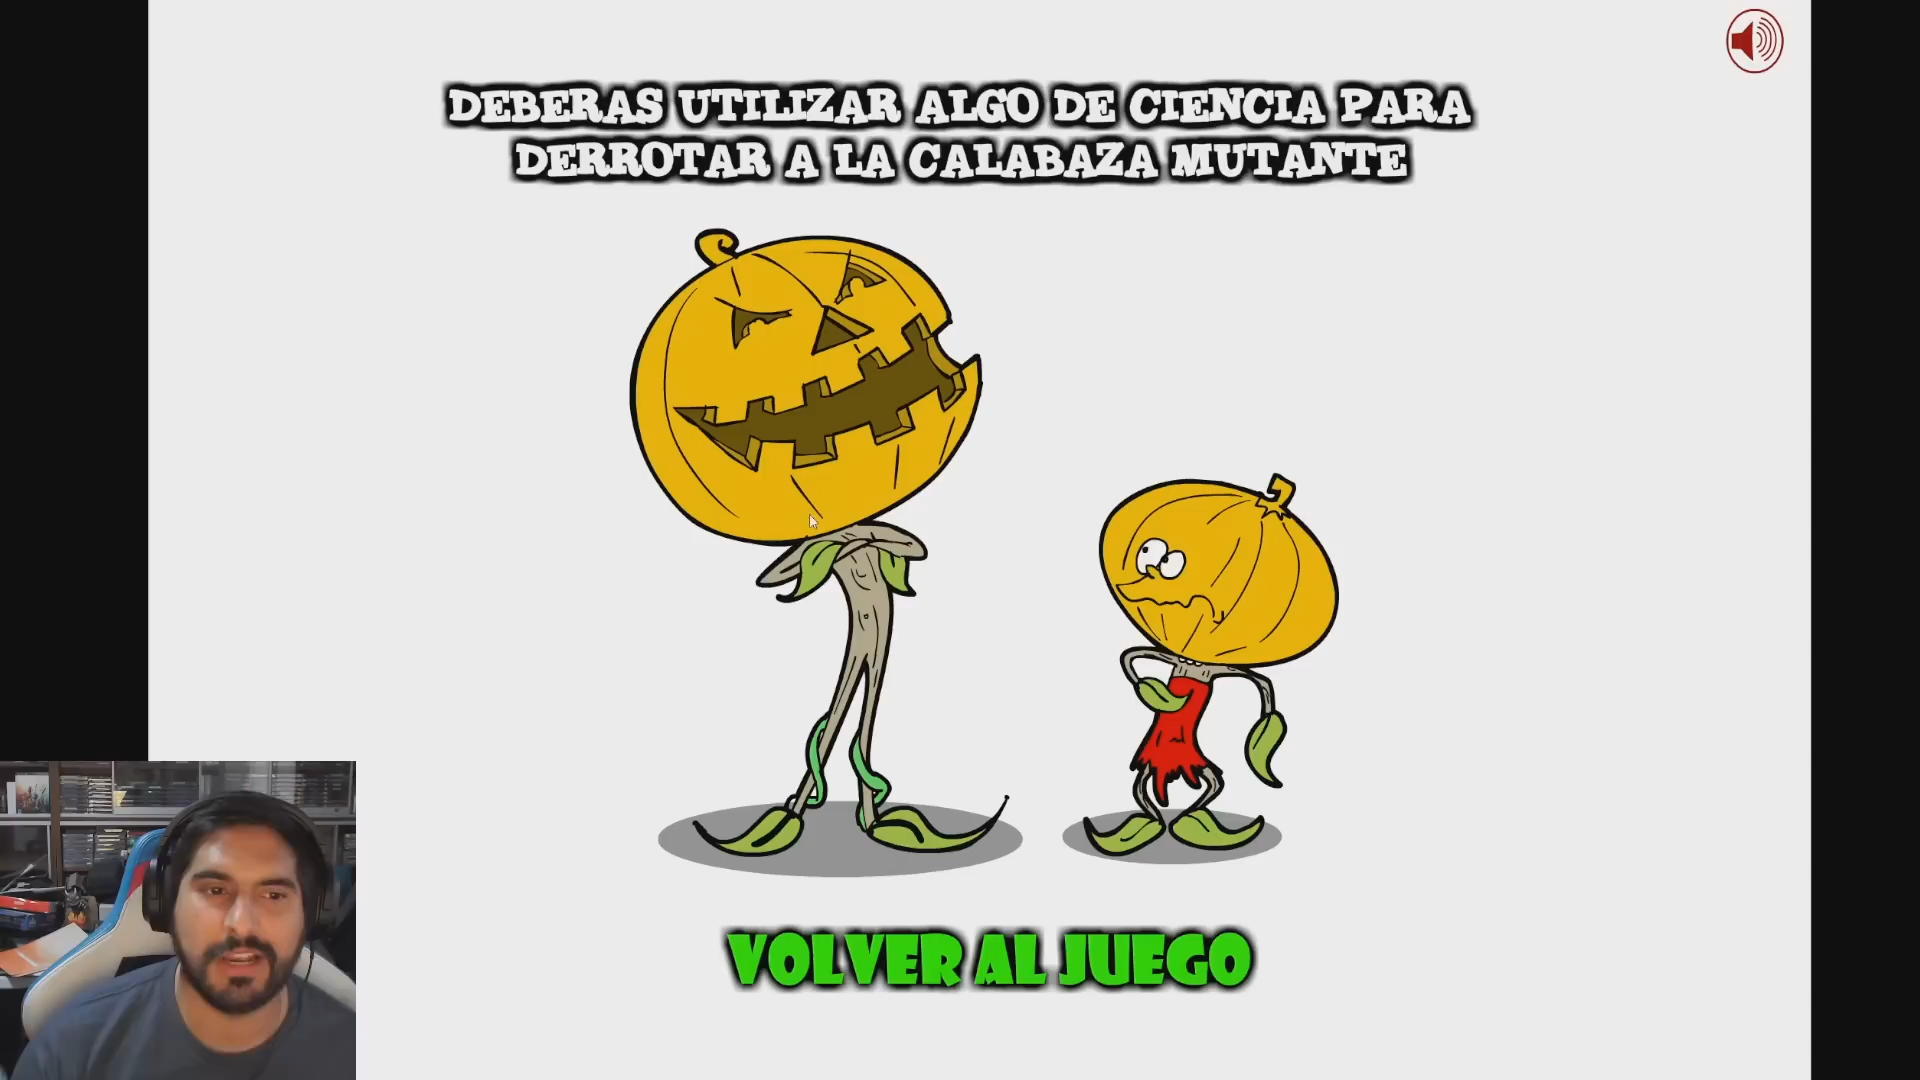 DEBERAS UTILIZAR ALGO DE CIENCIA PARA
DERROTAR A LA CALABAZA MUTANTE
VOLVER AL JUEGO